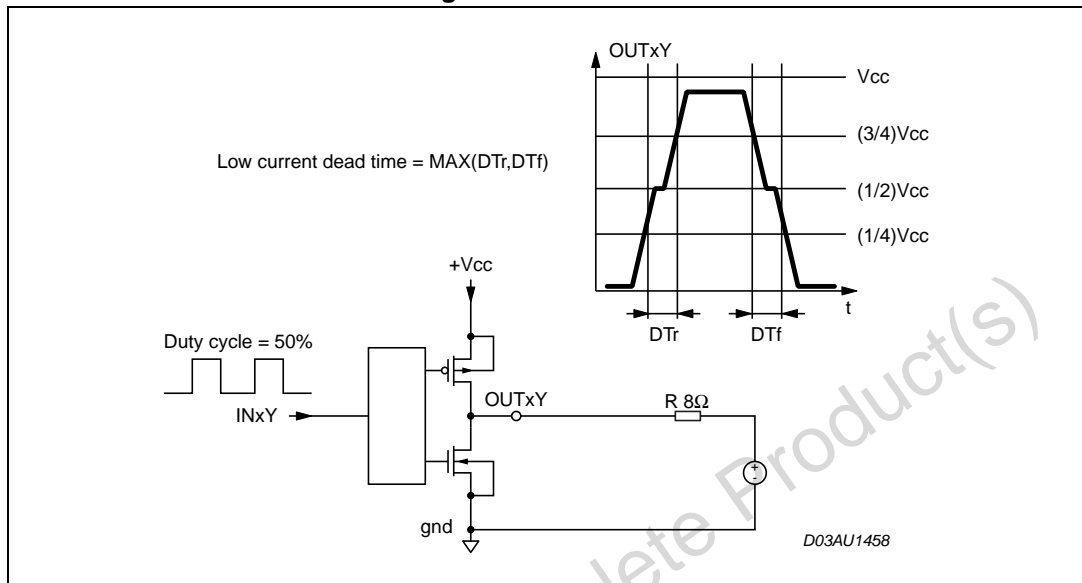 OUTxY
Vcc
(3/4)Vcc
Low current dead time = MAX(DTr,DTf)
(1/2)Vcc
(1/4)Vcc
+Vcc
t
DTr
DTf
Duty cycle = 50%
OUTxY
R 8Ω
INxY
+
-
gnd
D03AU1458
lete Product(s)